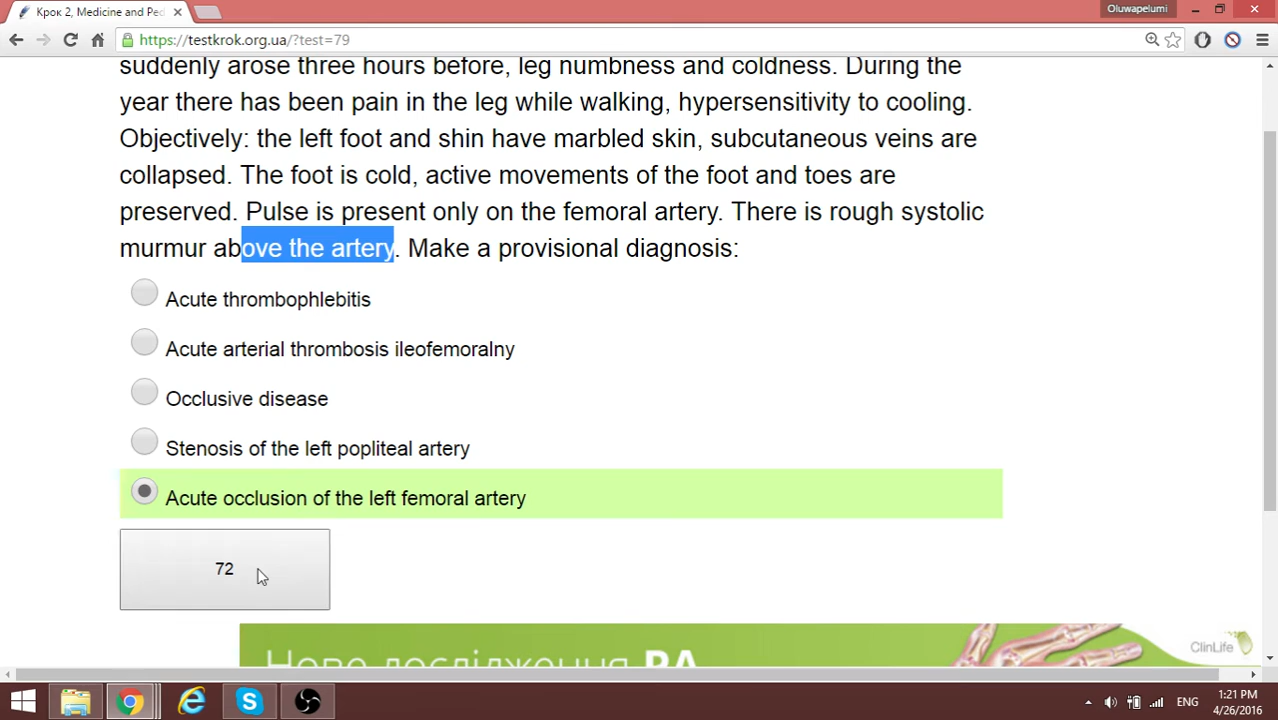 Крок 2, Medicine and Ped
Oluwapelumi
https://testkrok.org.ua/?test=79
suddenly arose three hours before, leg numbness and coldness. During the
year there has been pain in the leg while walking, hypersensitivity to cooling.
Objectively: the left foot and shin have marbled skin, subcutaneous veins are
collapsed. The foot is cold, active movements of the foot and toes are
preserved. Pulse is present only on the femoral artery. There is rough systolic
murmur above the artery. Make a provisional diagnosis:
Acute thrombophlebitis
Acute arterial thrombosis ileofemoralny
Occlusive disease
Stenosis of the left popliteal artery
Acute occlusion of the left femoral artery
72
Нове дослідження РА
ClinLife
ENG
1:21 PM
4/26/2016